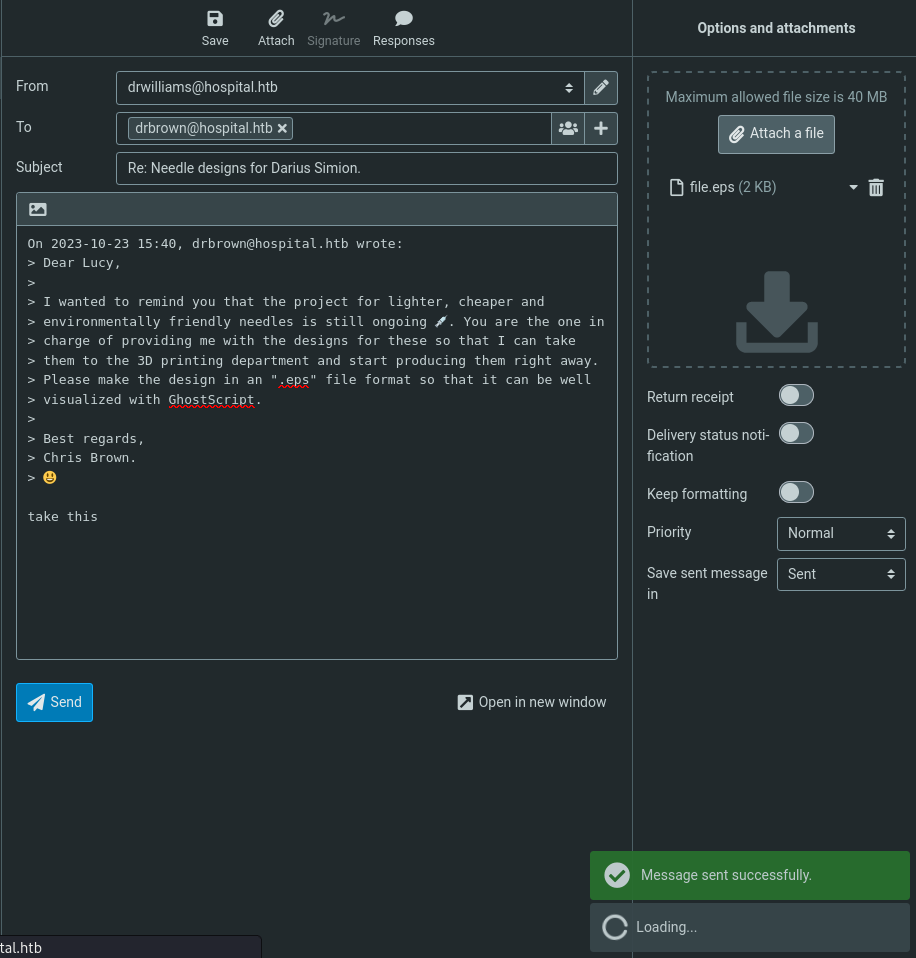 Save Attach Signature Responses
Options and attachments
From drwilliams@hospital.htb
To drbrown@hospital.htb
Subject Re: Needle designs for Darius Simion.
On 2023-10-23 15:40, drbrown@hospital.htb wrote:
> Dear Lucy,
>
> I wanted to remind you that the project for lighter, cheaper and
> environmentally friendly needles is still ongoing 💉. You are the one in
> charge of providing me with the designs for these so that I can take
> them to the 3D printing department and start producing them right away.
> Please make the design in an ".eps" file format so that it can be well
> visualized with GhostScript.
>
> Best regards,
> Chris Brown.
> 😃
take this
Send
Open in new window
Maximum allowed file size is 40 MB
Attach a file
file.eps (2 KB)
Return receipt
Delivery status noti-
fication
Keep formatting
Priority Normal
Save sent message Sent
in
Message sent successfully.
Loading...
tal.htb